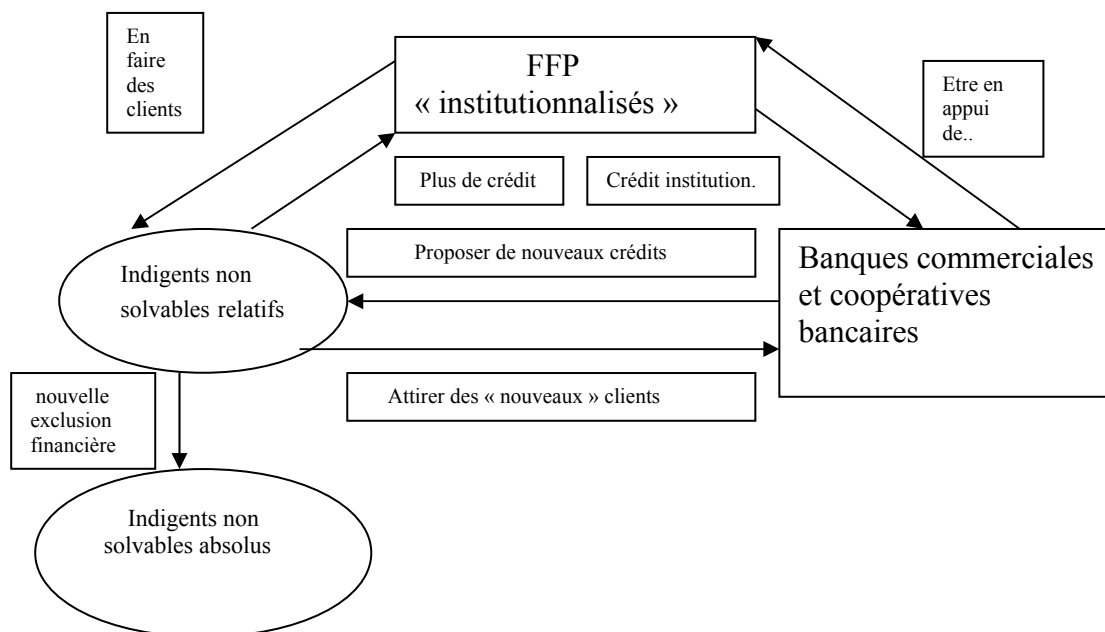 En
faire
des
clients
FFP
« institutionnalisés »
Etre en
appui
de..
Plus de crédit
Crédit institution.
Proposer de nouveaux crédits
Indigents non
solvables relatifs
Banques commerciales
et coopératives
bancaires
Attirer des « nouveaux » clients
nouvelle
exclusion
financière
Indigents non
solvables absolus